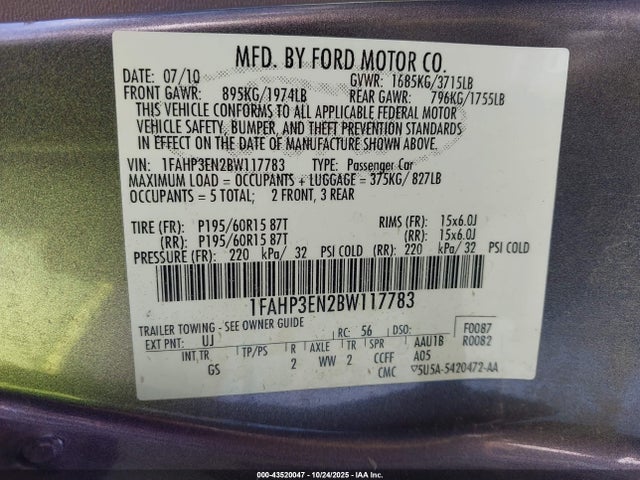 MFD. BY FORD MOTOR CO.
DATE: 07/10 GVWR: 1685KG/3715LB
FRONT GAWR: 895KG/1974LB REAR GAWR: 796KG/1755LB
THIS VEHICLE CONFORMS TO ALL APPLICABLE FEDERAL MOTOR
VEHICLE SAFETY, BUMPER, AND THEFT PREVENTION STANDARDS
IN EFFECT ON THE DATE OF MANUFACTURE SHOWN ABOVE.
VIN: 1FAHP3EN2BW117783 TYPE: Passenger Car
MAXIMUM LOAD = OCCUPANTS + LUGGAGE = 375KG/ 827LB
OCCUPANTS = 5 TOTAL; 2 FRONT, 3 REAR
TIRE (FR): P195/60R15 87T RIMS (FR): 15x6.0J
(RR): P195/60R15 87T (RR): 15x6.0J
PRESSURE (FR): 220 kPa/ 32 PSI COLD (RR): 220 kPa/ 32 PSI COLD
1FAHP3EN2BW117783
TRAILER TOWING - SEE OWNER GUIDE
EXT PNT: UJ RC: 56 DSO: F0087
INT TR TP/PS R AXLE TR SPR AAU1B R0082
GS 2 WW 2 CCFF A05
CMC 5U5A-5420472-AA
000-43520047 - 10/24/2025 - IAAI.COM